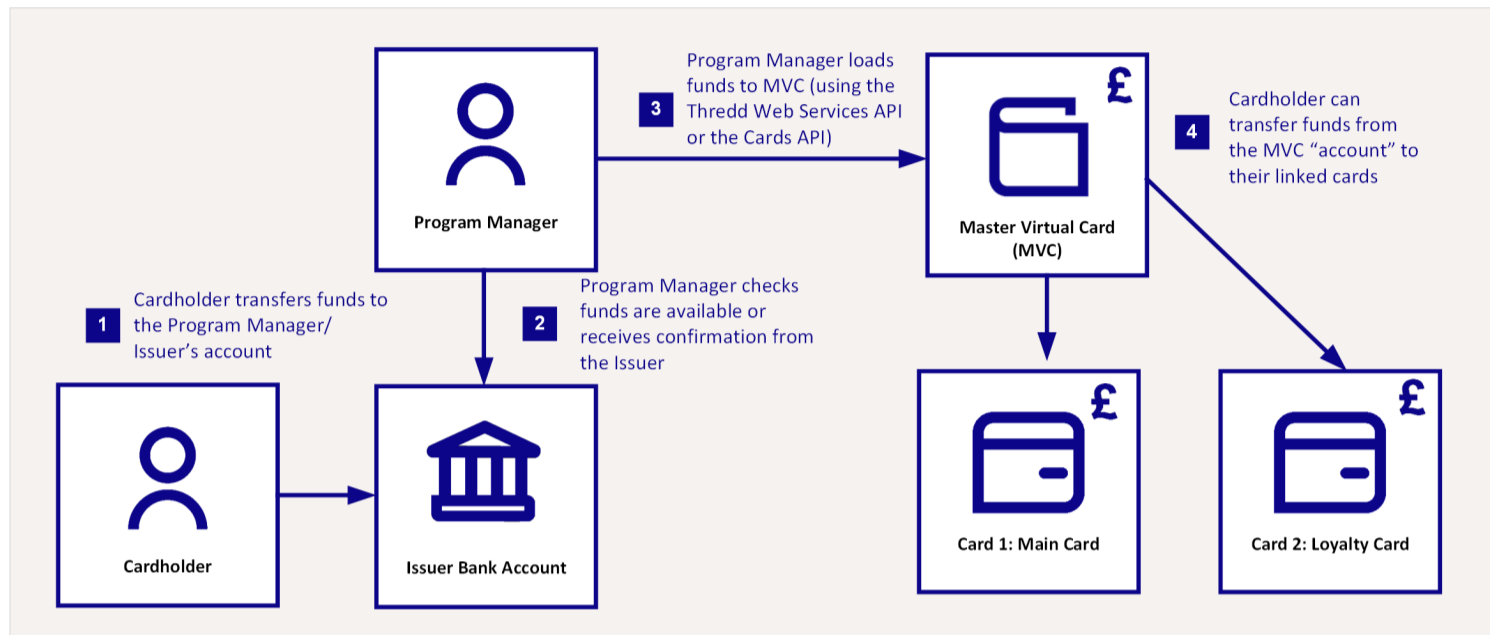 Program Manager
3
Program Manager loads
funds to MVC (using the
Thredd Web Services API
or the Cards API)
£
Master Virtual Card
(MVC)
4
Cardholder can
transfer funds from
the MVC “account” to
their linked cards
1
Cardholder transfers funds to
the Program Manager/
Issuer’s account
2
Program Manager checks
funds are available or
receives confirmation from
the Issuer
Cardholder
Issuer Bank Account
£
Card 1: Main Card
£
Card 2: Loyalty Card